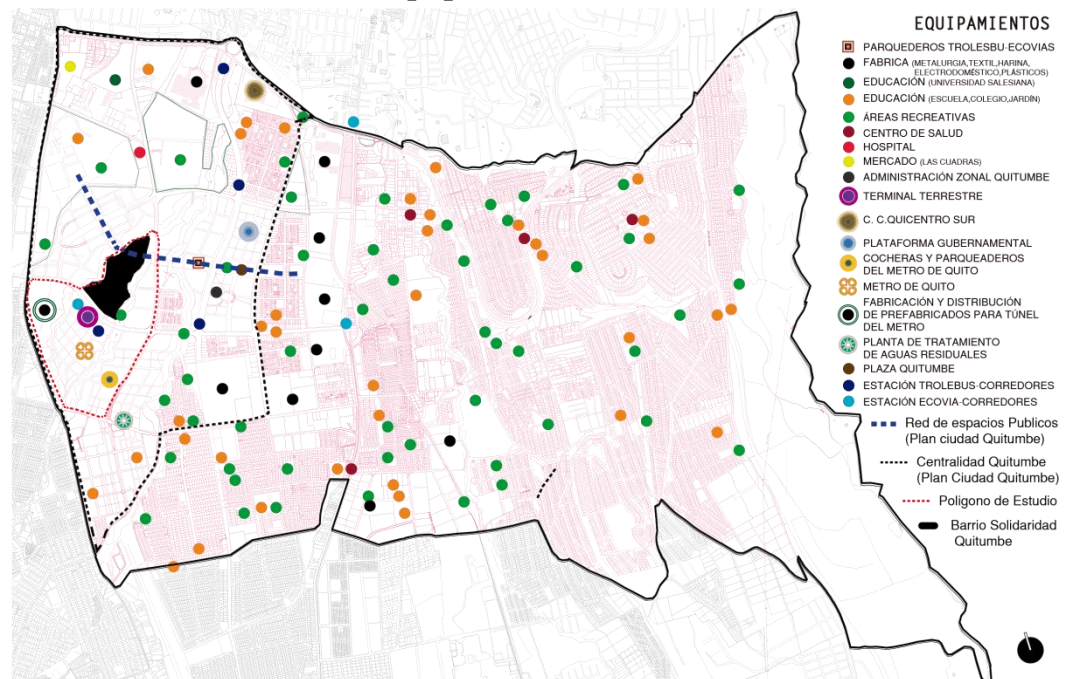 EQUIPAMIENTOS
PARQUEDEROS TROLESBU-ECOVIAS
FABRICA (METALURGIA,TEXTIL,HARINA,
ELECTRODOMÉSTICO,PLÁSTICOS)
EDUCACIÓN (UNIVERSIDAD SALESIANA)
EDUCACIÓN (ESCUELA,COLEGIO,JARDÍN)
ÁREAS RECREATIVAS
CENTRO DE SALUD
HOSPITAL
MERCADO (LAS CUADRAS)
ADMINISTRACIÓN ZONAL QUITUMBE
TERMINAL TERRESTRE
C. C.QUICENTRO SUR
PLATAFORMA GUBERNAMENTAL
COCHERAS Y PARQUEADEROS
DEL METRO DE QUITO
METRO DE QUITO
FABRICACIÓN Y DISTRIBUCIÓN
DE PREFABRICADOS PARA TÚNEL
DEL METRO
PLANTA DE TRATAMIENTO
DE AGUAS RESIDUALES
PLAZA QUITUMBE
ESTACIÓN TROLEBUS-CORREDORES
ESTACIÓN ECOVIA-CORREDORES
Red de espacios Publicos
(Plan ciudad Quitumbe)
Centralidad Quitumbe
(Plan Ciudad Quitumbe)
Poligono de Estudio
Barrio Solidaridad
Quitumbe